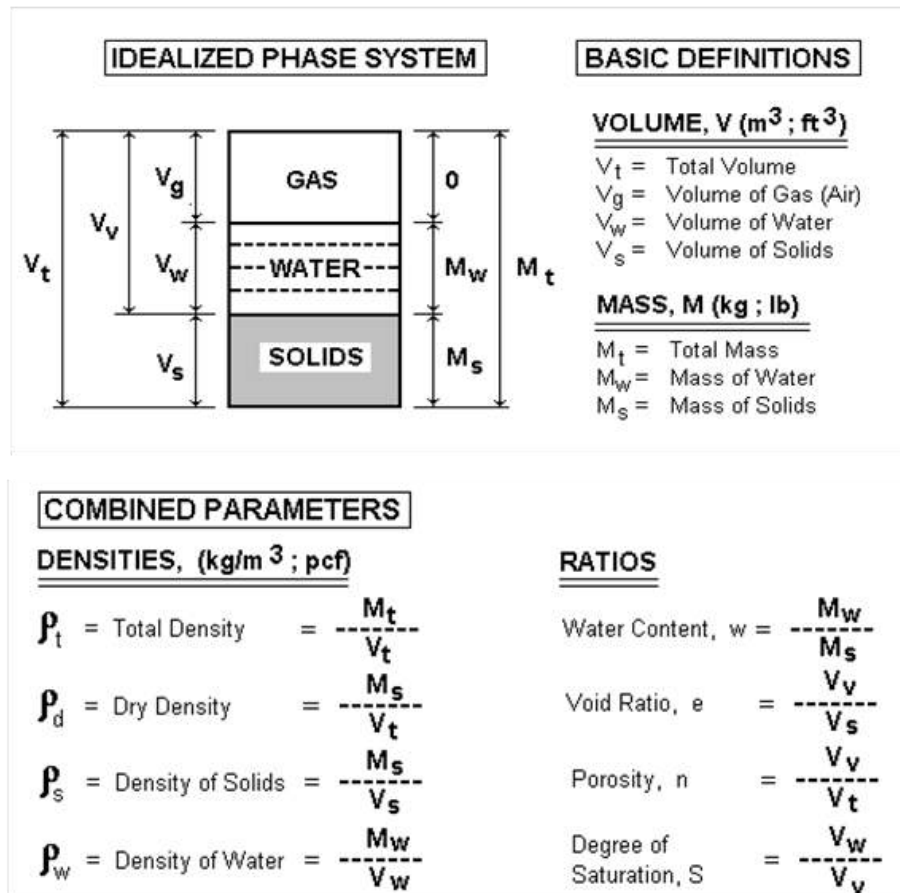 IDEALIZED PHASE SYSTEM
BASIC DEFINITIONS
VOLUME, V (m³ ; ft³)
Vt = Total Volume
Vg = Volume of Gas (Air)
Vw = Volume of Water
Vs = Volume of Solids
MASS, M (kg ; lb)
Mt = Total Mass
Mw = Mass of Water
Ms = Mass of Solids
Vt
Vv
Vg
Vw
Vs
GAS
WATER
SOLIDS
0
Mw
Ms
Mt
COMBINED PARAMETERS
DENSITIES, (kg/m³ ; pcf)
ρt = Total Density = Mt / Vt
ρd = Dry Density = Ms / Vt
ρs = Density of Solids = Ms / Vs
ρw = Density of Water = Mw / Vw
RATIOS
Water Content, w = Mw / Ms
Void Ratio, e = Vv / Vs
Porosity, n = Vv / Vt
Degree of
Saturation, S = Vw / Vv